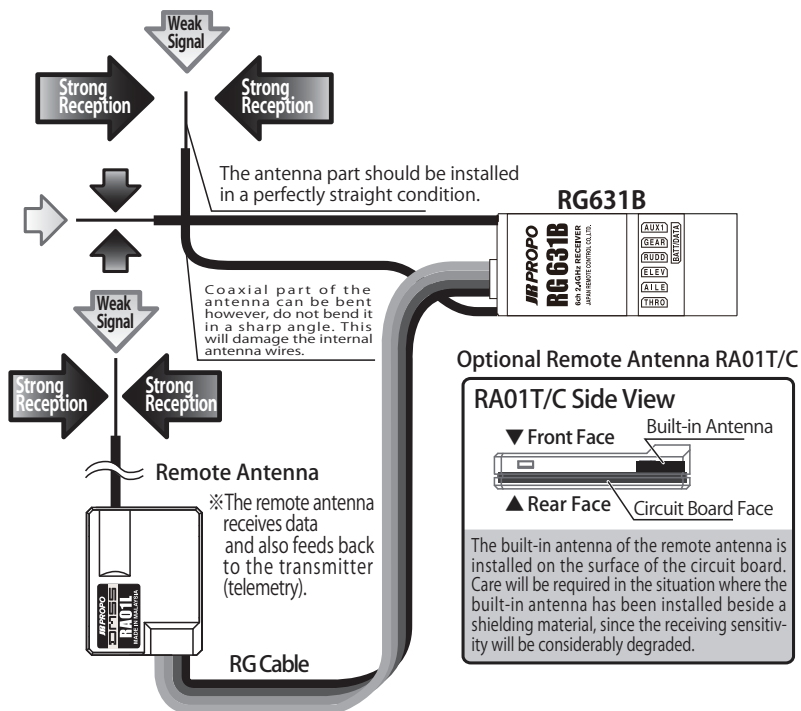 Weak
Signal
Strong
Reception
Strong
Reception
The antenna part should be installed
in a perfectly straight condition.
RG631B
JR PROPO
RG631B
6ch 2.4GHz RECEIVER
JAPAN REMOTE CONTROL CO.,LTD.
AUX1
GEAR
RUDD
ELEV
AILE
THRO
BATT/DATA
Coaxial part of the
antenna can be bent
however, do not bend it
in a sharp angle. This
will damage the internal
antenna wires.
Weak
Signal
Strong
Reception
Strong
Reception
Remote Antenna
※The remote antenna
receives data
and also feeds back
to the transmitter
(telemetry).
JR PROPO
DMSS
RA01L
MADE IN MALAYSIA
RG Cable
Optional Remote Antenna RA01T/C
RA01T/C Side View
▼Front Face
Built-in Antenna
▲Rear Face
Circuit Board Face
The built-in antenna of the remote antenna is
installed on the surface of the circuit board.
Care will be required in the situation where the
built-in antenna has been installed beside a
shielding material, since the receiving sensitiv-
ity will be considerably degraded.